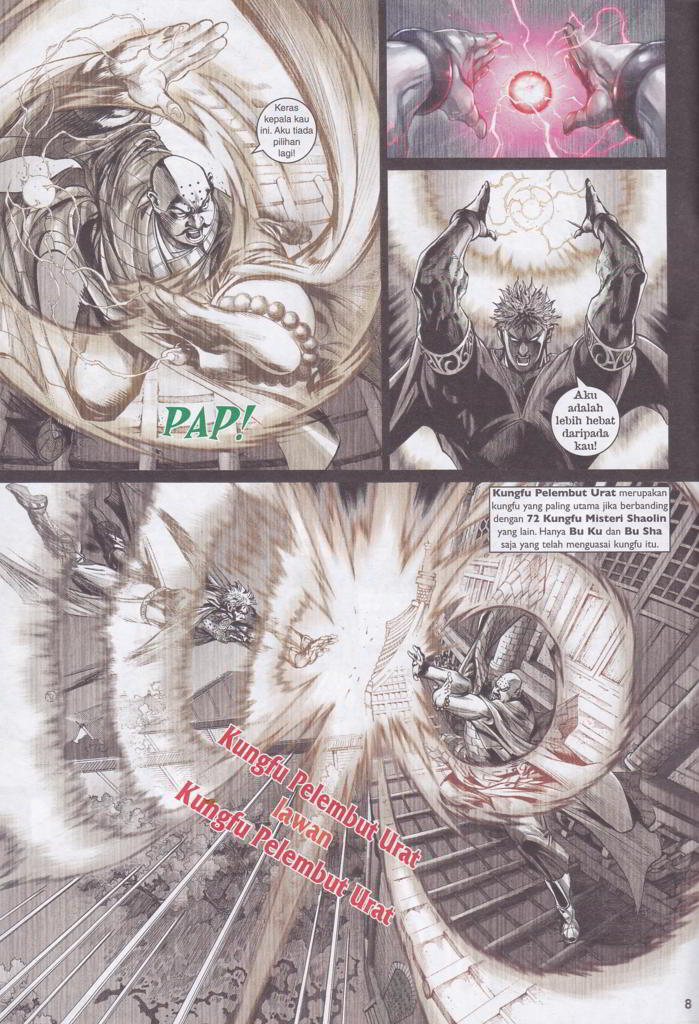 Keras
kepala kau
ini. Aku tiada
pilihan
lagi!
PAP!
Aku
adalah
lebih hebat
daripada
kau!
Kungfu Pelembut Urat merupakan
kungfu yang paling utama jika berbanding
dengan 72 Kungfu Misteri Shaolin
yang lain. Hanya Bu Ku dan Bu Sha
saja yang telah menguasai kungfu itu.
Kungfu Pelembut Urat
lawan
Kungfu Pelembut Urat
8